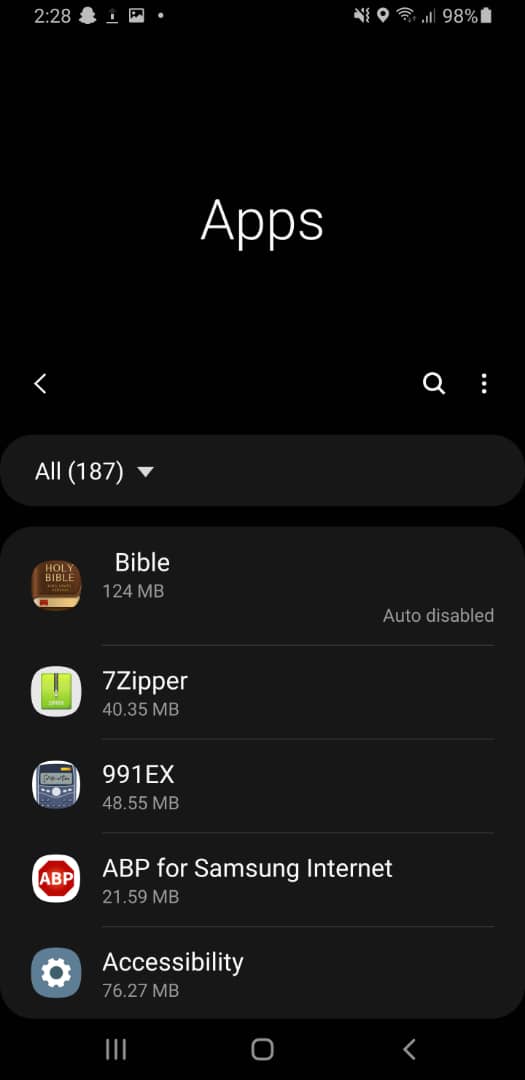 2:28
98%
Apps
All (187)
HOLY
BIBLE
Bible
124 MB
Auto disabled
7Zipper
40.35 MB
991EX
48.55 MB
ABP
ABP for Samsung Internet
21.59 MB
Accessibility
76.27 MB